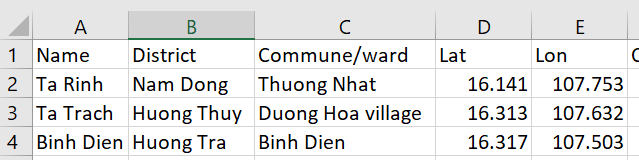 A B C D E
1 Name District Commune/ward Lat Lon
2 Ta Rinh Nam Dong Thuong Nhat 16.141 107.753
3 Ta Trach Huong Thuy Duong Hoa village 16.313 107.632
4 Binh Dien Huong Tra Binh Dien 16.317 107.503